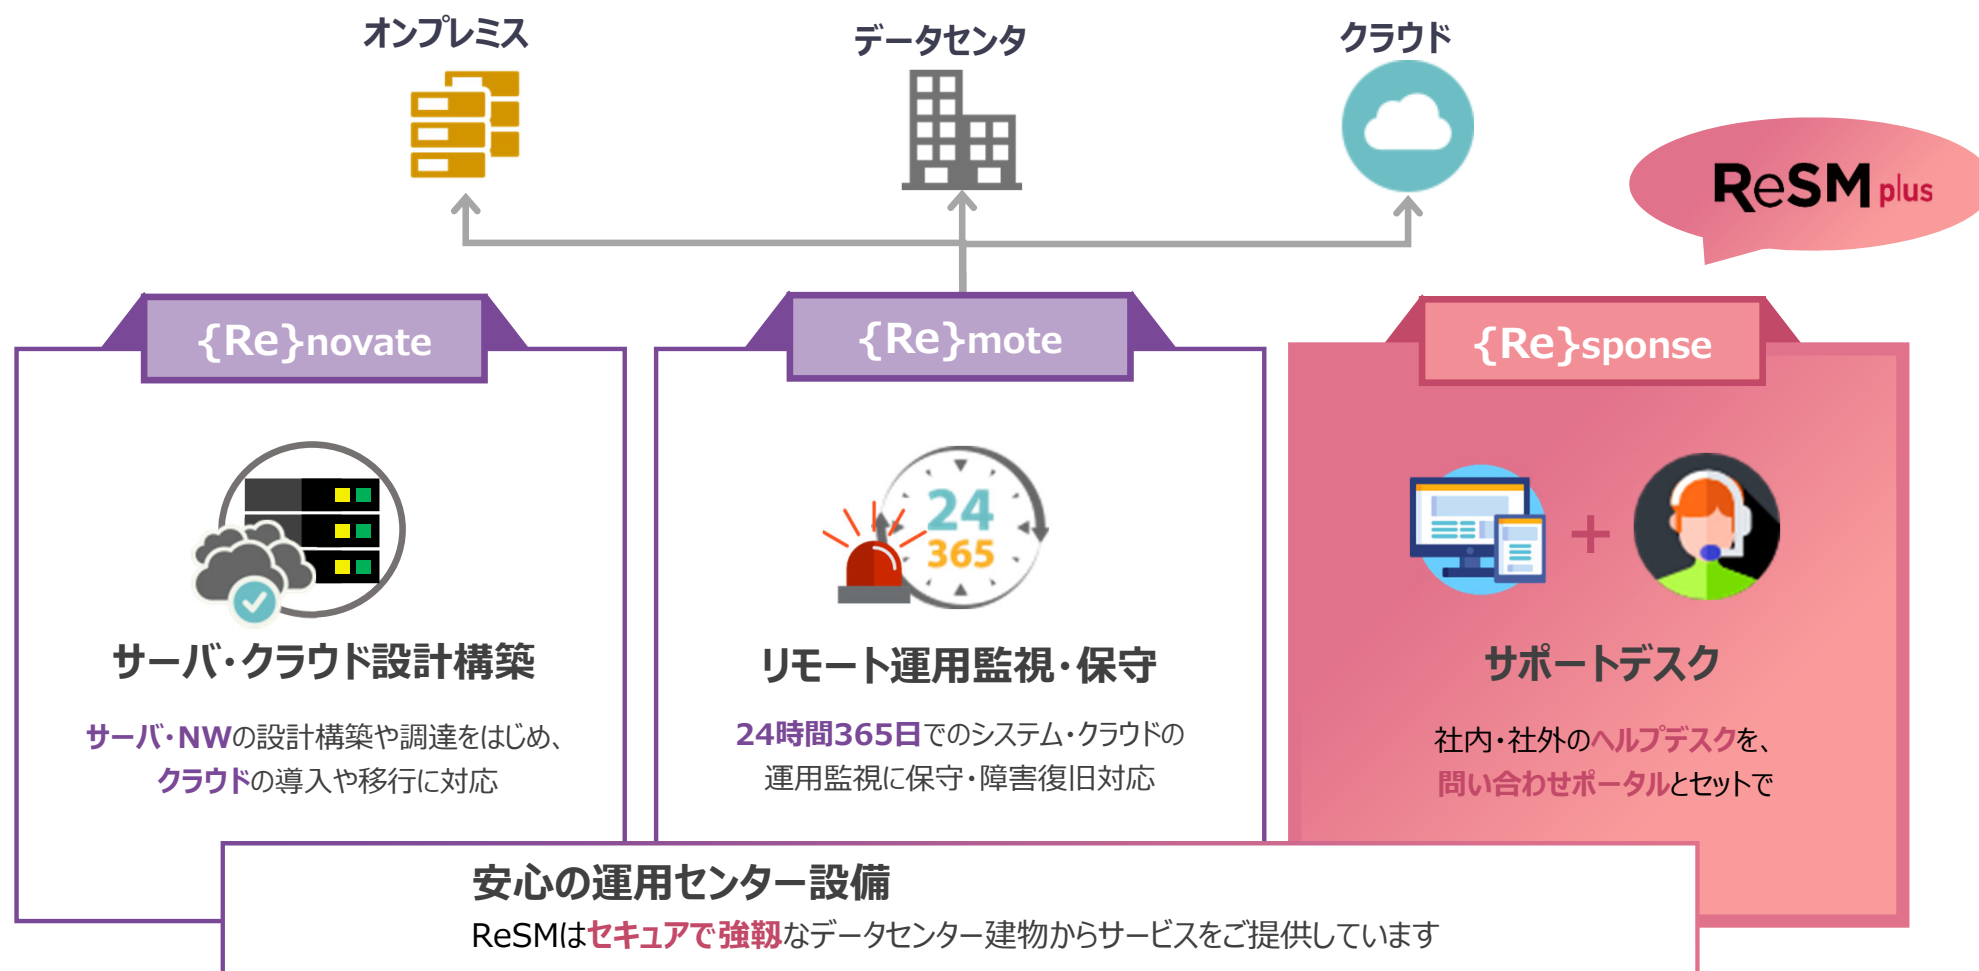 オンプレミス
データセンタ
クラウド
ReSM plus
{Re}novate
{Re}mote
{Re}sponse
24
365
サーバ・クラウド設計構築
リモート運用監視・保守
サポートデスク
サーバ・NWの設計構築や調達をはじめ、
クラウドの導入や移行に対応
24時間365日でのシステム・クラウドの
運用監視に保守・障害復旧対応
社内・社外のヘルプデスクを、
問い合わせポータルとセットで
安心の運用センター設備
ReSMはセキュアで強靱なデータセンター建物からサービスをご提供しています